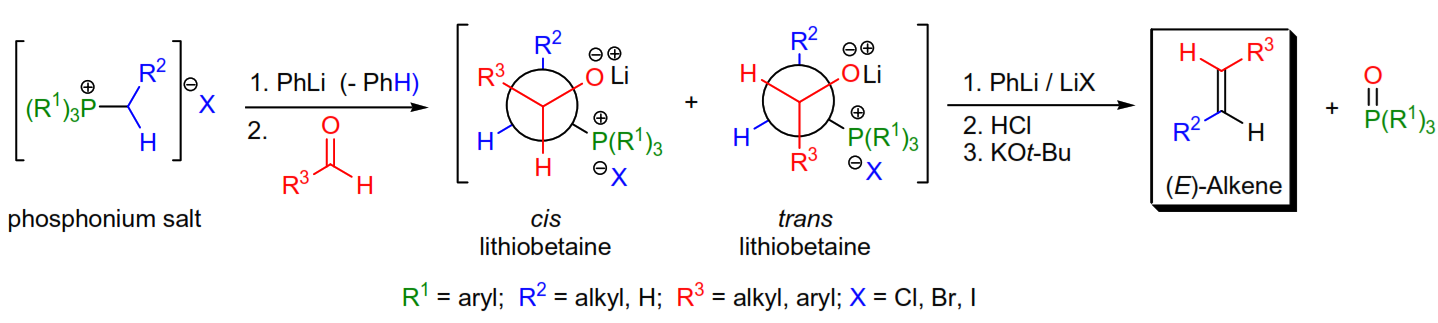 [(R¹)₃P⊕ R² H]⊖ X
phosphonium salt
1. PhLi (- PhH)
2.
O
R³ H
R² R³ ⊖ ⊕ O Li H H ⊕ P(R¹)₃ ⊖ X
cis
lithiobetaine
+
R² H ⊖ ⊕ O Li H R³ ⊕ P(R¹)₃ ⊖ X
trans
lithiobetaine
1. PhLi / LiX
2. HCl
3. KOt-Bu
H R³
R² H
(E)-Alkene
+
O
P(R¹)₃
R¹ = aryl; R² = alkyl, H; R³ = alkyl, aryl; X = Cl, Br, I